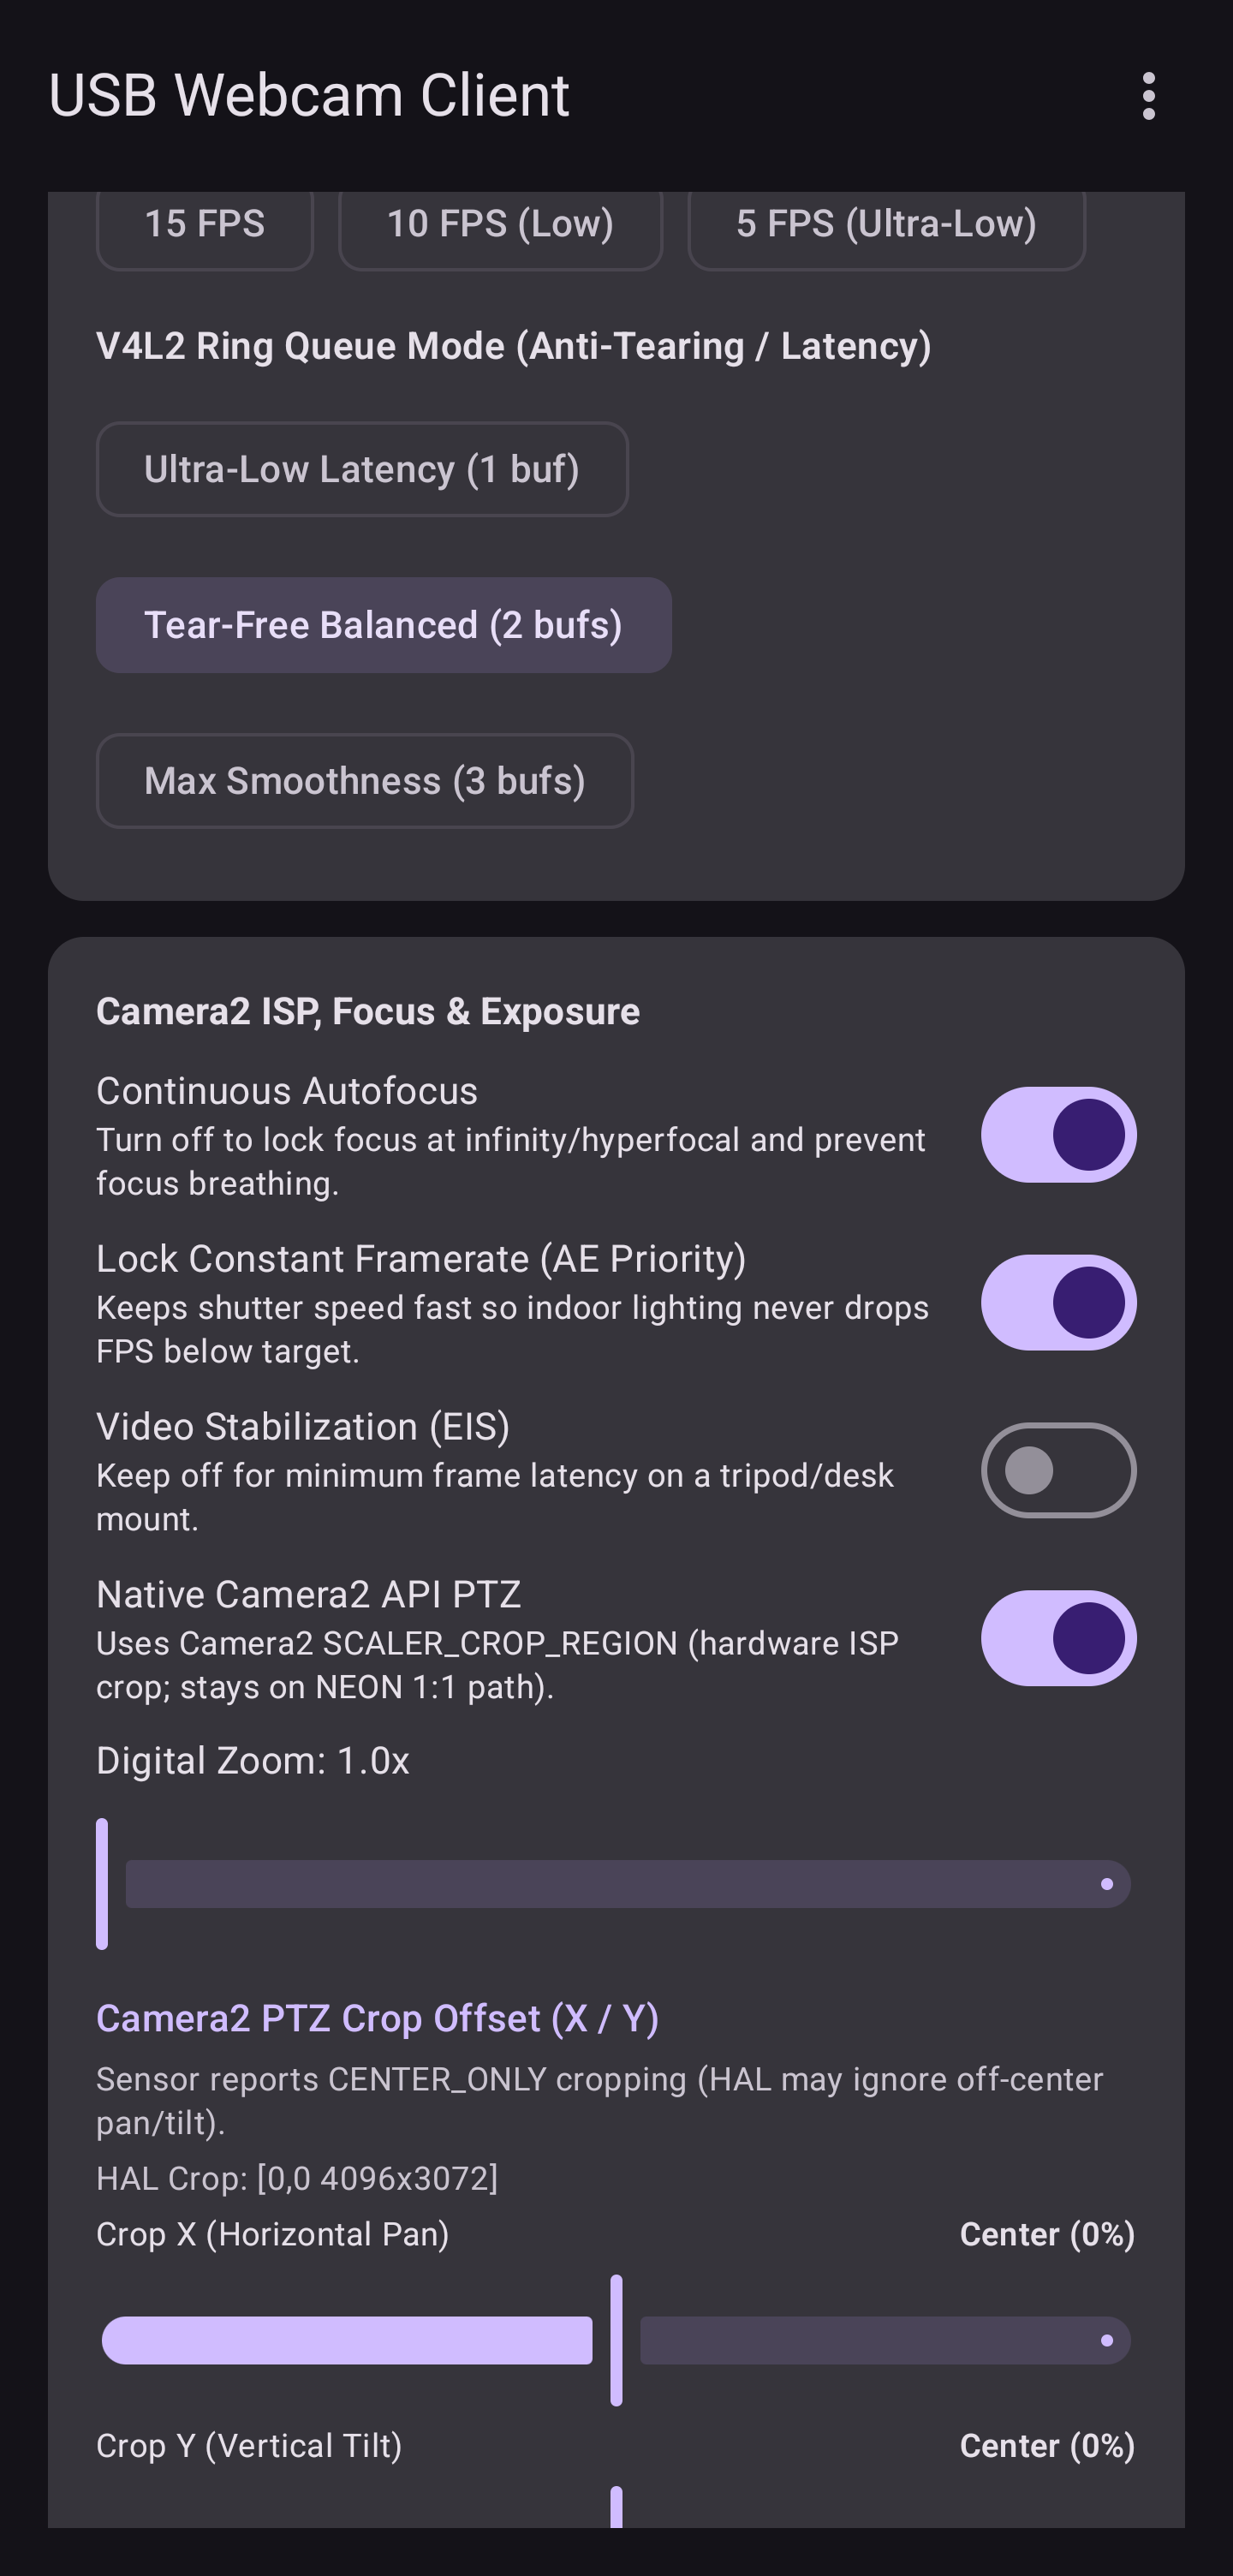 USB Webcam Client
15 FPS
10 FPS (Low)
5 FPS (Ultra-Low)
V4L2 Ring Queue Mode (Anti-Tearing / Latency)
Ultra-Low Latency (1 buf)
Tear-Free Balanced (2 bufs)
Max Smoothness (3 bufs)
Camera2 ISP, Focus & Exposure
Continuous Autofocus
Turn off to lock focus at infinity/hyperfocal and prevent
focus breathing.
Lock Constant Framerate (AE Priority)
Keeps shutter speed fast so indoor lighting never drops
FPS below target.
Video Stabilization (EIS)
Keep off for minimum frame latency on a tripod/desk
mount.
Native Camera2 API PTZ
Uses Camera2 SCALER_CROP_REGION (hardware ISP
crop; stays on NEON 1:1 path).
Digital Zoom: 1.0x
Camera2 PTZ Crop Offset (X / Y)
Sensor reports CENTER_ONLY cropping (HAL may ignore off-center
pan/tilt).
HAL Crop: [0,0 4096x3072]
Crop X (Horizontal Pan) Center (0%)
Crop Y (Vertical Tilt) Center (0%)